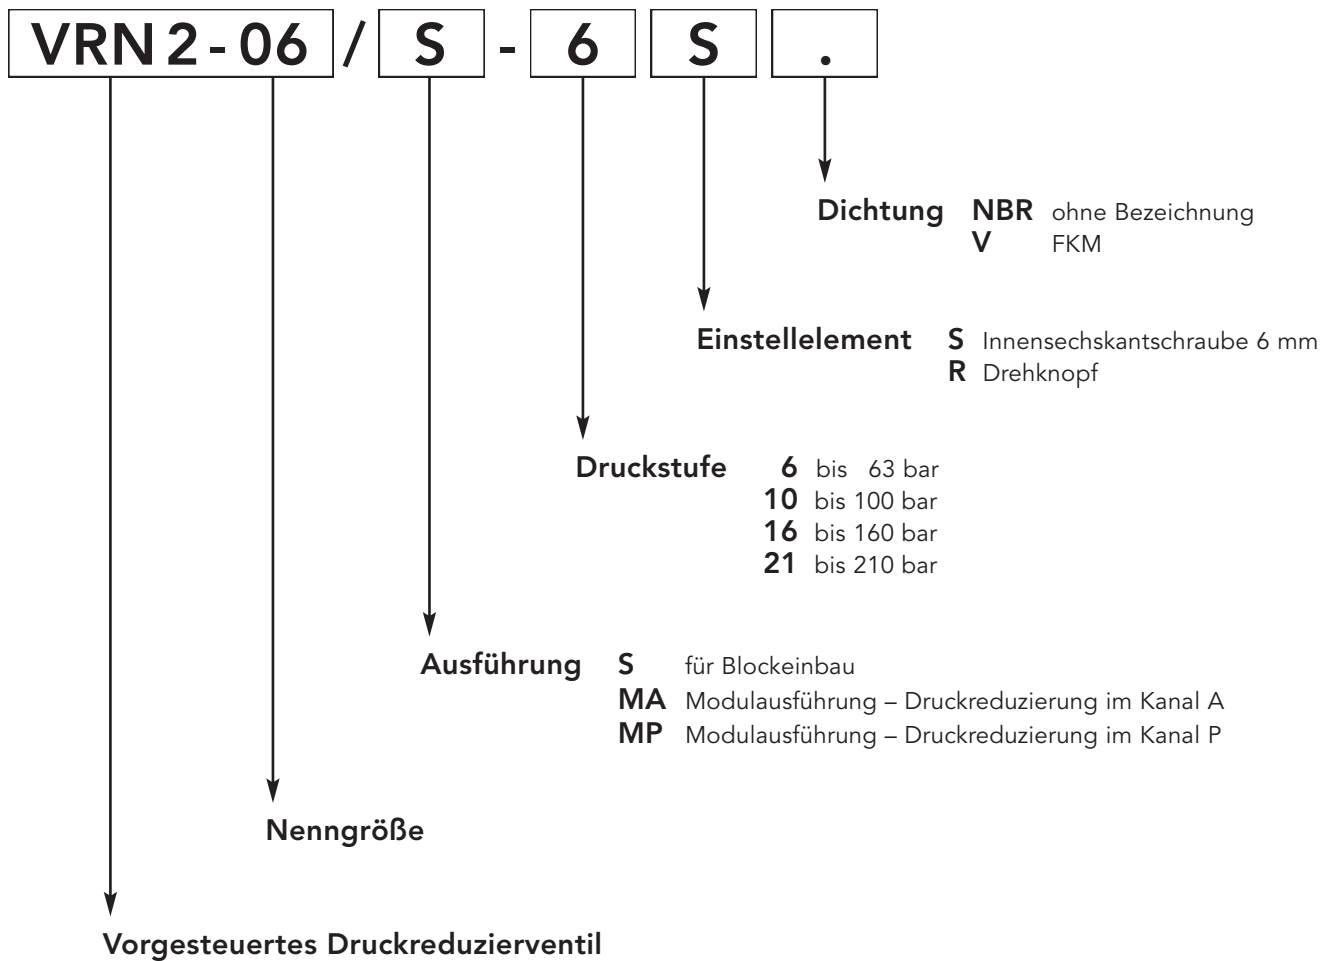 VRN 2 - 06 / S - 6 S .
Dichtung NBR ohne Bezeichnung
V FKM
Einstellelement S Innensechskantschraube 6 mm
R Drehknopf
Druckstufe 6 bis 63 bar
10 bis 100 bar
16 bis 160 bar
21 bis 210 bar
Ausführung S für Blockeinbau
MA Modulausführung – Druckreduzierung im Kanal A
MP Modulausführung – Druckreduzierung im Kanal P
Nenngröße
Vorgesteuertes Druckreduzierventil